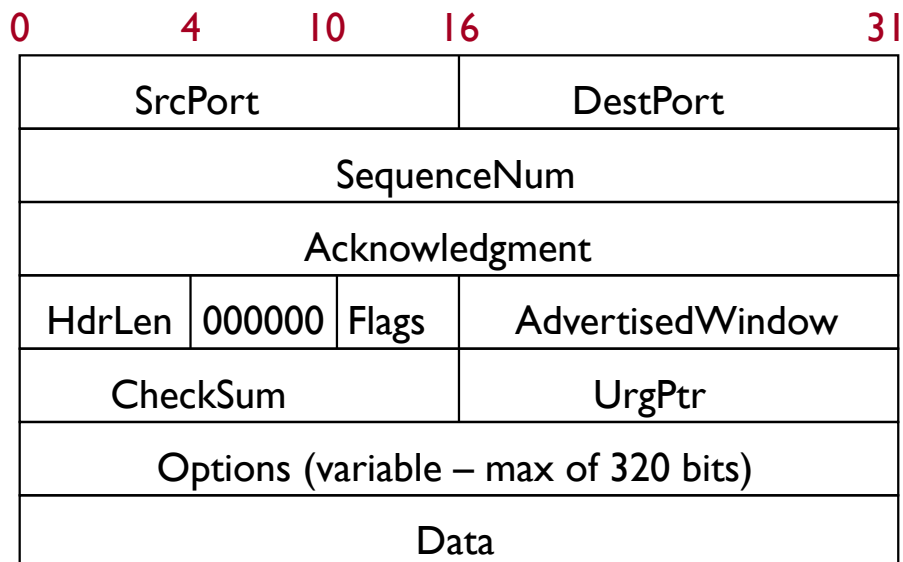 0 4 10 16 31
SrcPort DestPort
SequenceNum
Acknowledgment
HdrLen 000000 Flags AdvertisedWindow
CheckSum UrgPtr
Options (variable – max of 320 bits)
Data